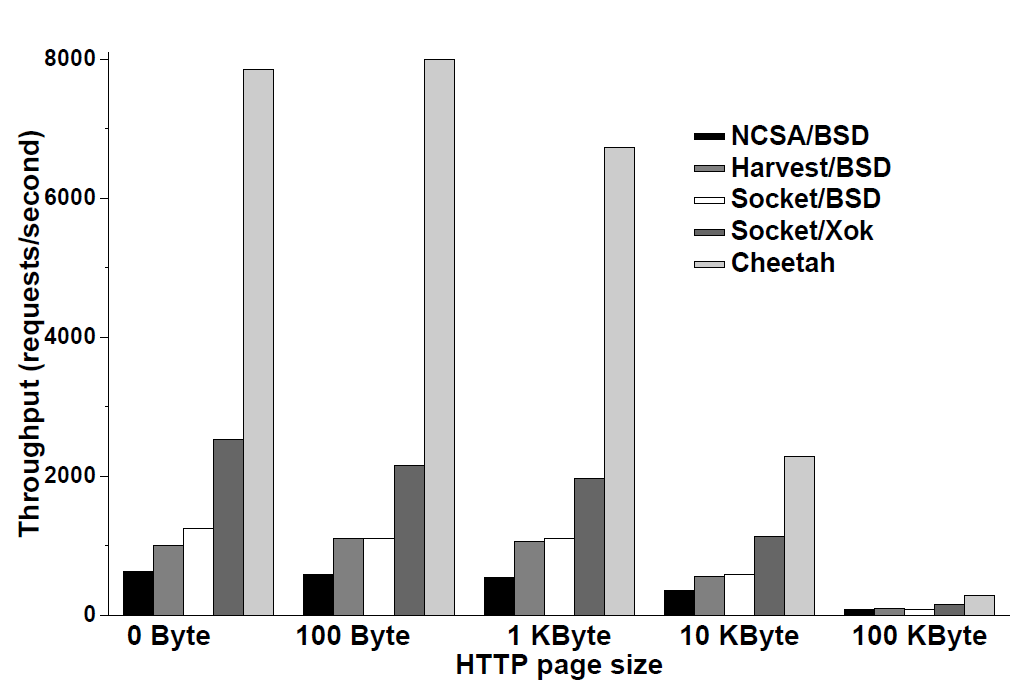 Throughput (requests/second)
8000
6000
4000
2000
0
NCSA/BSD
Harvest/BSD
Socket/BSD
Socket/Xok
Cheetah
0 Byte
100 Byte
1 KByte
10 KByte
100 KByte
HTTP page size